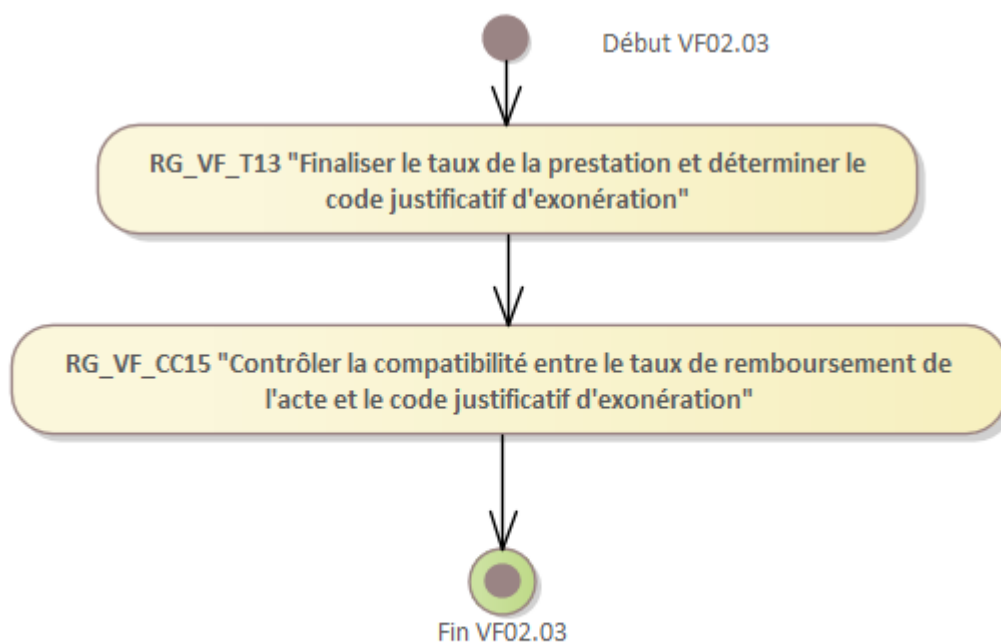 Début VF02.03
RG_VF_T13 "Finaliser le taux de la prestation et déterminer le
code justificatif d'exonération"
RG_VF_CC15 "Contrôler la compatibilité entre le taux de remboursement de
l'acte et le code justificatif d'exonération"
Fin VF02.03